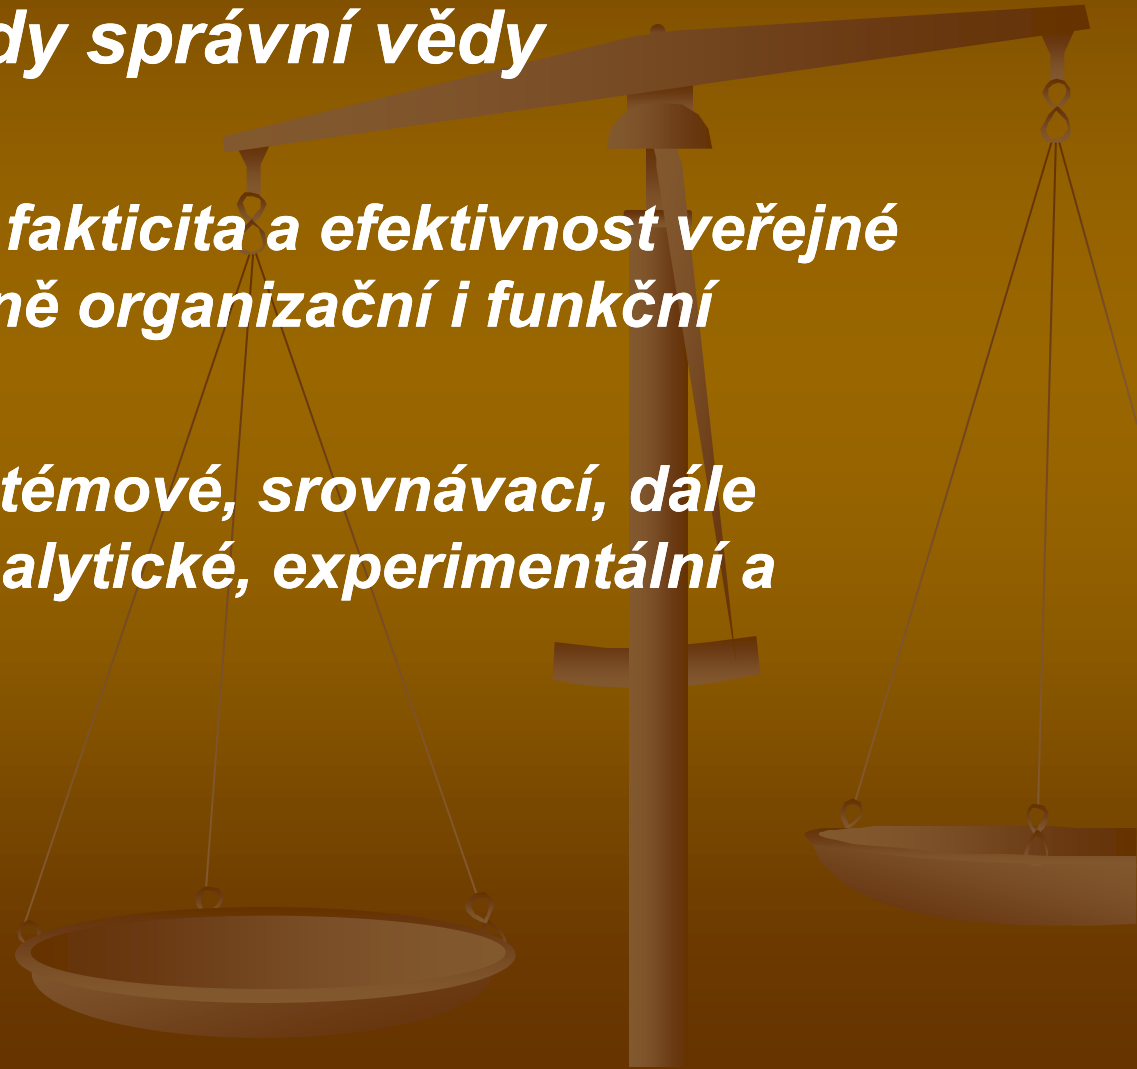 dy správní vědy
fakticita a efektivnost veřejné
ně organizační i funkční
témové, srovnávací, dále
alytické, experimentální a